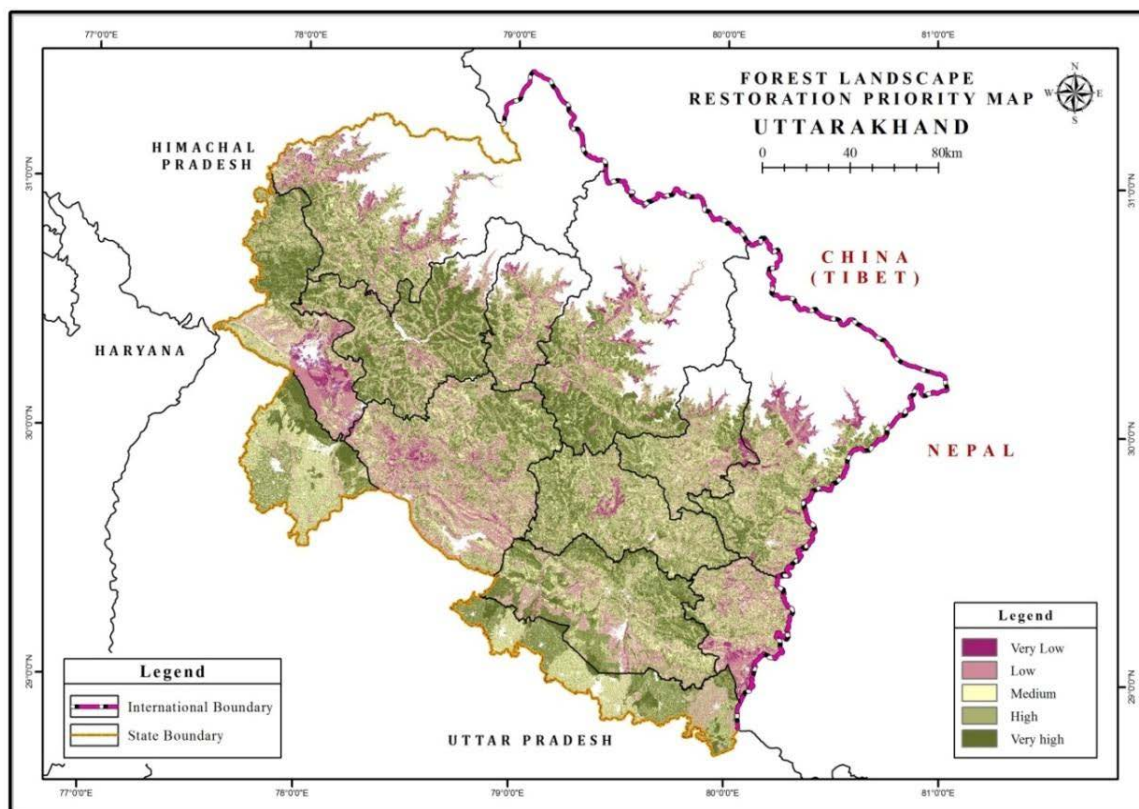 77°0'0"E
78°0'0"E
79°0'0"E
80°0'0"E
81°0'0"E
FOREST LANDSCAPE
RESTORATION PRIORITY MAP
UTTARAKHAND
N
W
E
S
0
40
80km
HIMACHAL
PRADESH
31°0'0"N
31°0'0"N
CHINA
(TIBET)
HARYANA
30°0'0"N
30°0'0"N
NEPAL
29°0'0"N
29°0'0"N
Legend
International Boundary
State Boundary
UTTAR PRADESH
Legend
Very Low
Low
Medium
High
Very high
77°0'0"E
78°0'0"E
79°0'0"E
80°0'0"E
81°0'0"E